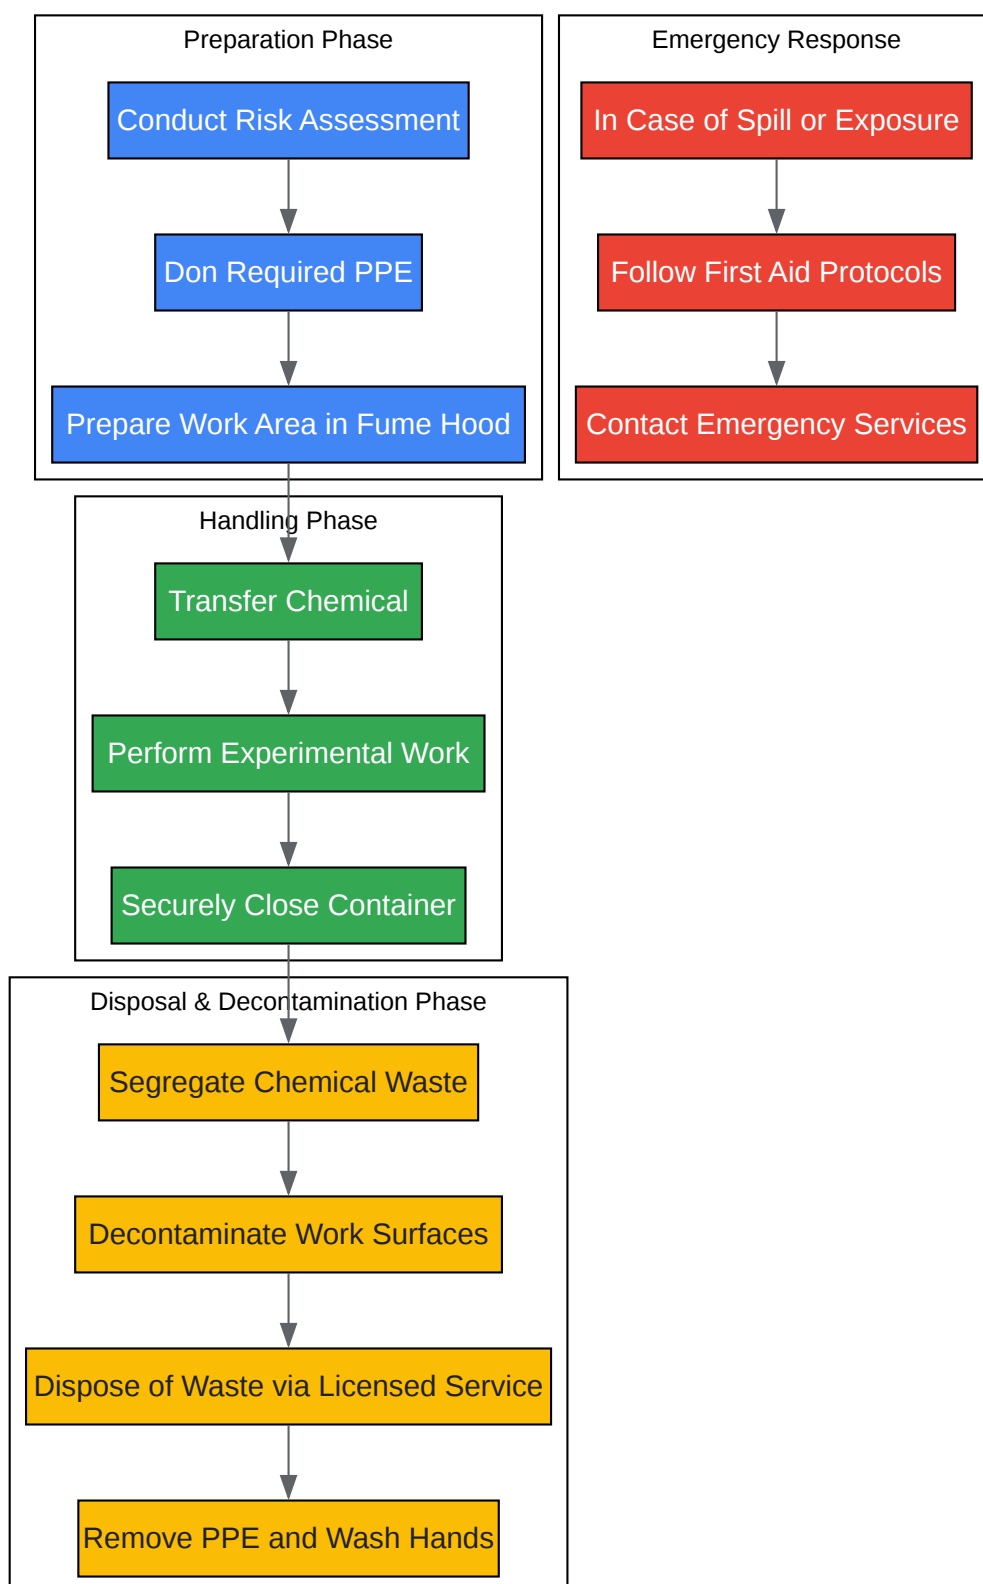 Preparation Phase
Conduct Risk Assessment
Don Required PPE
Prepare Work Area in Fume Hood
Emergency Response
In Case of Spill or Exposure
Follow First Aid Protocols
Contact Emergency Services
Handling Phase
Transfer Chemical
Perform Experimental Work
Securely Close Container
Disposal & Decontamination Phase
Segregate Chemical Waste
Decontaminate Work Surfaces
Dispose of Waste via Licensed Service
Remove PPE and Wash Hands